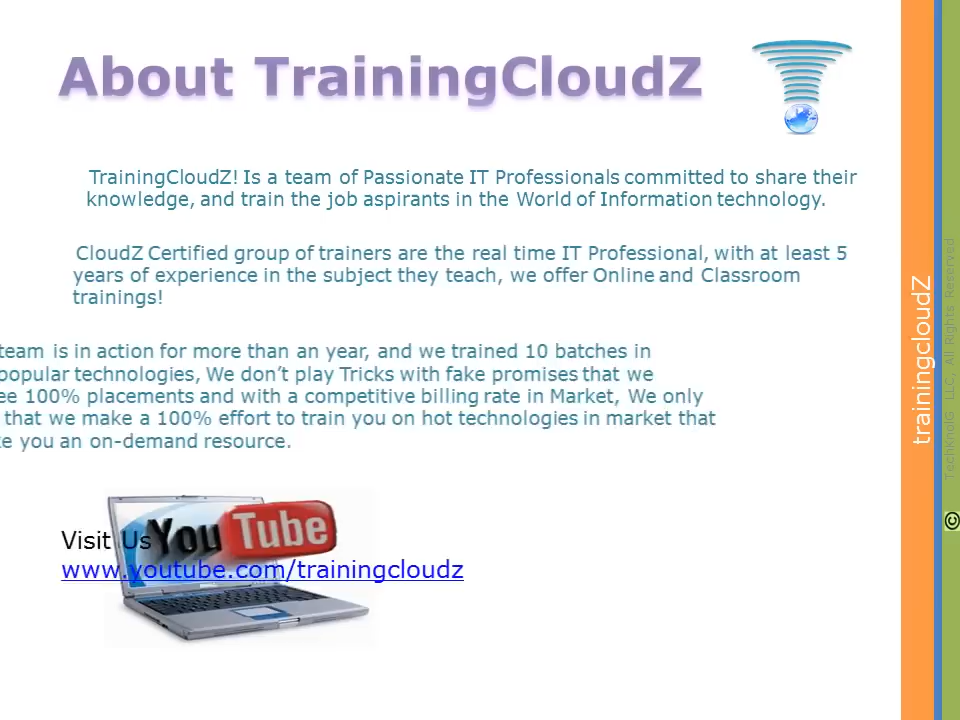 About TrainingCloudZ
TrainingCloudZ! Is a team of Passionate IT Professionals committed to share their
knowledge, and train the job aspirants in the World of Information technology.
CloudZ Certified group of trainers are the real time IT Professional, with at least 5
years of experience in the subject they teach, we offer Online and Classroom
trainings!
team is in action for more than an year, and we trained 10 batches in
popular technologies, We don’t play Tricks with fake promises that we
100% placements and with a competitive billing rate in Market, We only
that we make a 100% effort to train you on hot technologies in market that
you an on-demand resource.
You Tube
Visit Us
www.youtube.com/trainingcloudz
trainingcloudZ
© TechKnolG LLC, All Rights Reserved